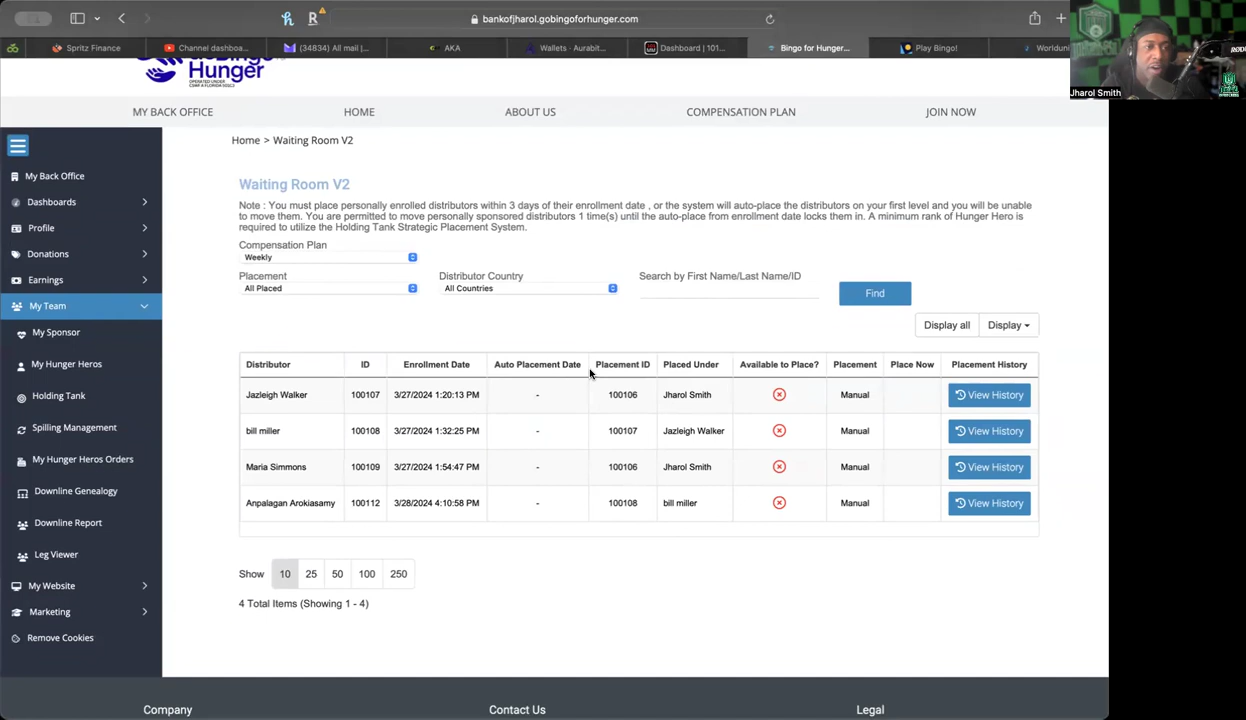 bankofjharol.gobingoforhunger.com
Spritz Finance
Channel dashboa...
(34834) All mail |...
AKA
Wallets · Aurabit...
Dashboard | 101...
Bingo for Hunger...
Play Bingo!
Worlduni
Jharol Smith
Hunger
MY BACK OFFICE
HOME
ABOUT US
COMPENSATION PLAN
JOIN NOW
Home > Waiting Room V2
My Back Office
Dashboards
Profile
Donations
Earnings
My Team
My Sponsor
My Hunger Heros
Holding Tank
Spilling Management
My Hunger Heros Orders
Downline Genealogy
Downline Report
Leg Viewer
My Website
Marketing
Remove Cookies
Waiting Room V2
Note : You must place personally enrolled distributors within 3 days of their enrollment date , or the system will auto-place the distributors on your first level and you will be unable
to move them. You are permitted to move personally sponsored distributors 1 time(s) until the auto-place from enrollment date locks them in. A minimum rank of Hunger Hero is
required to utilize the Holding Tank Strategic Placement System.
Compensation Plan
Weekly
Placement Distributor Country Search by First Name/Last Name/ID
All Placed All Countries Find
Display all Display
Distributor ID Enrollment Date Auto Placement Date Placement ID Placed Under Available to Place? Placement Place Now Placement History
Jazleigh Walker 100107 3/27/2024 1:20:13 PM - 100106 Jharol Smith Manual View History
bill miller 100108 3/27/2024 1:32:25 PM - 100107 Jazleigh Walker Manual View History
Maria Simmons 100109 3/27/2024 1:54:47 PM - 100106 Jharol Smith Manual View History
Anpalagan Arokiasamy 100112 3/28/2024 4:10:58 PM - 100108 bill miller Manual View History
Show 10 25 50 100 250
4 Total Items (Showing 1 - 4)
Company Contact Us Legal